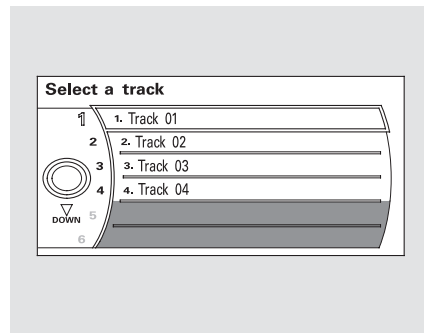 Select a track
1 1. Track 01
2 2. Track 02
3 3. Track 03
4 4. Track 04
DOWN 5
6